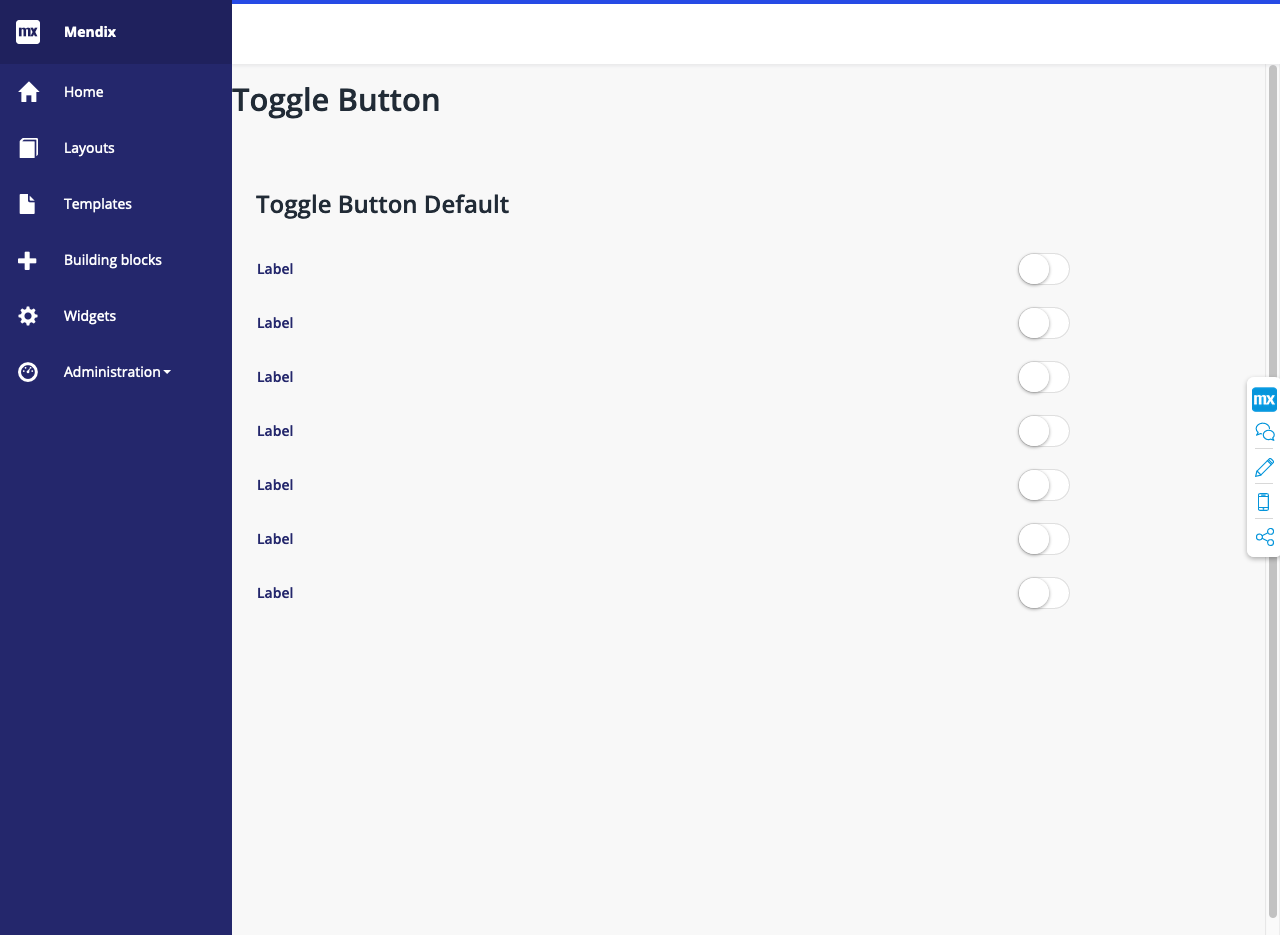 mx Mendix
Home
Layouts
Templates
Building blocks
Widgets
Administration
Toggle Button
Toggle Button Default
Label
Label
Label
Label
Label
Label
Label
mx